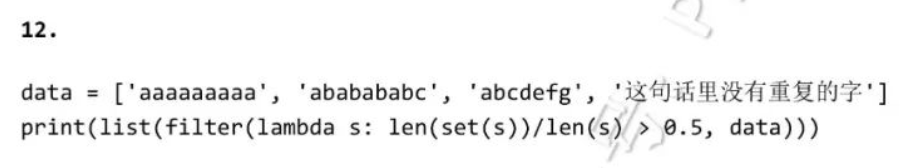 12.
data = ['aaaaaaaaa', 'ababababc', 'abcdefg', '这句话里没有重复的字']
print(list(filter(lambda s: len(set(s))/len(s) > 0.5, data)))